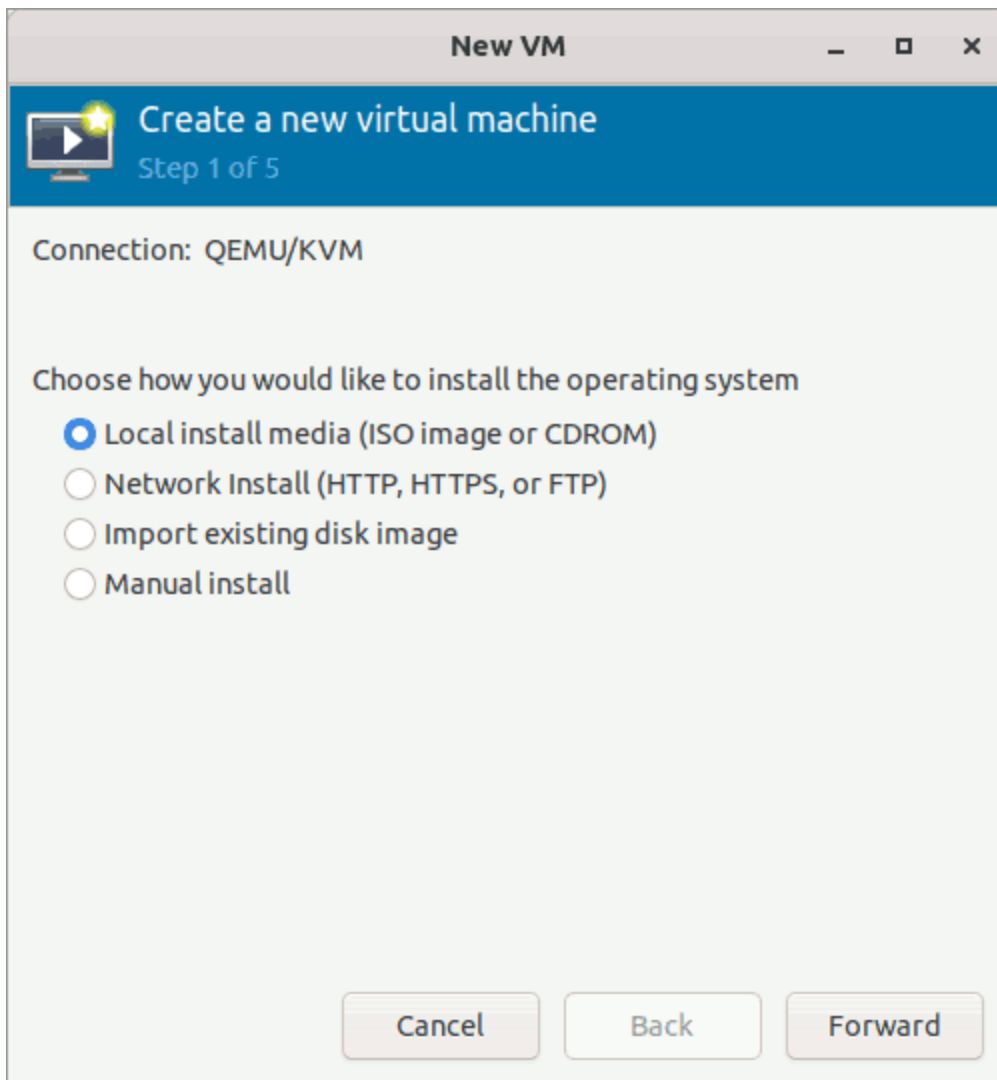 New VM
Create a new virtual machine
Step 1 of 5
Connection: QEMU/KVM
Choose how you would like to install the operating system
Local install media (ISO image or CDROM)
Network Install (HTTP, HTTPS, or FTP)
Import existing disk image
Manual install
Cancel Back Forward